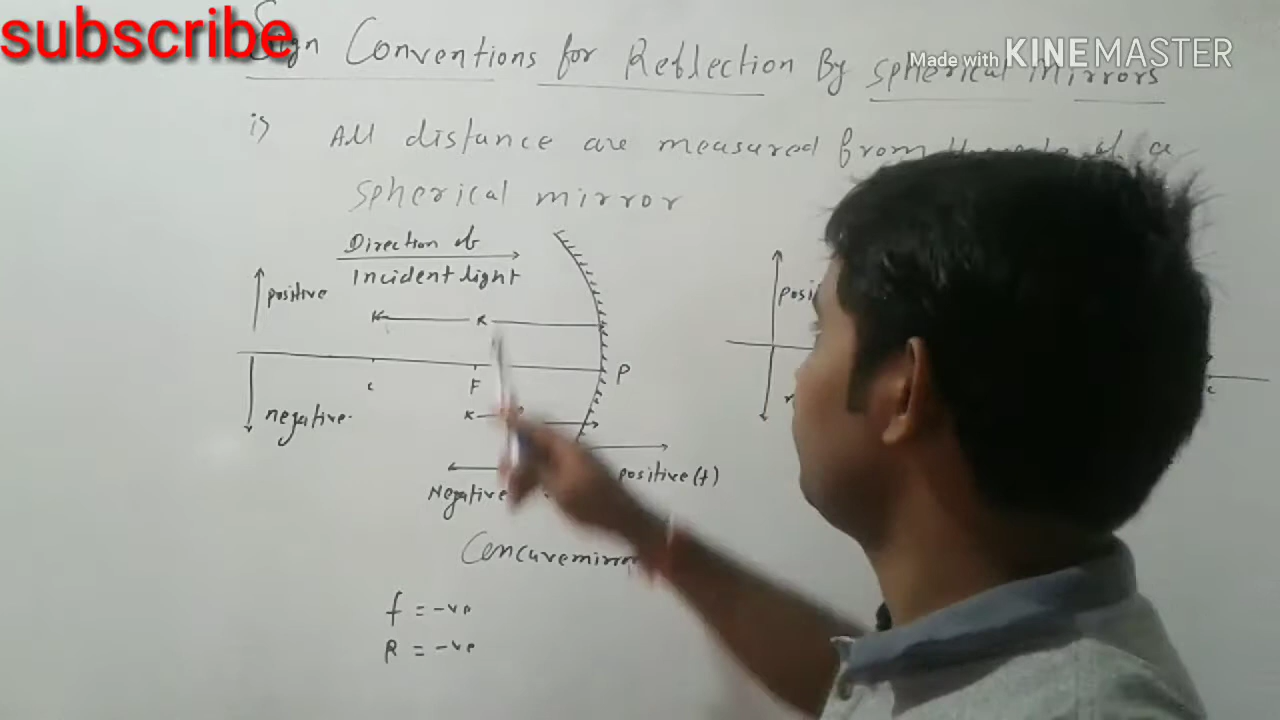 subscribe
Made with KINEMASTER
Sign Conventions for Reflection By Spherical Mirrors
i) All distance are measured from
a
spherical mirror
Direction of
Incident light
positive
C F P
negative.
positive (+)
Negative
Concavemirror
f = -ve
R = -ve
C